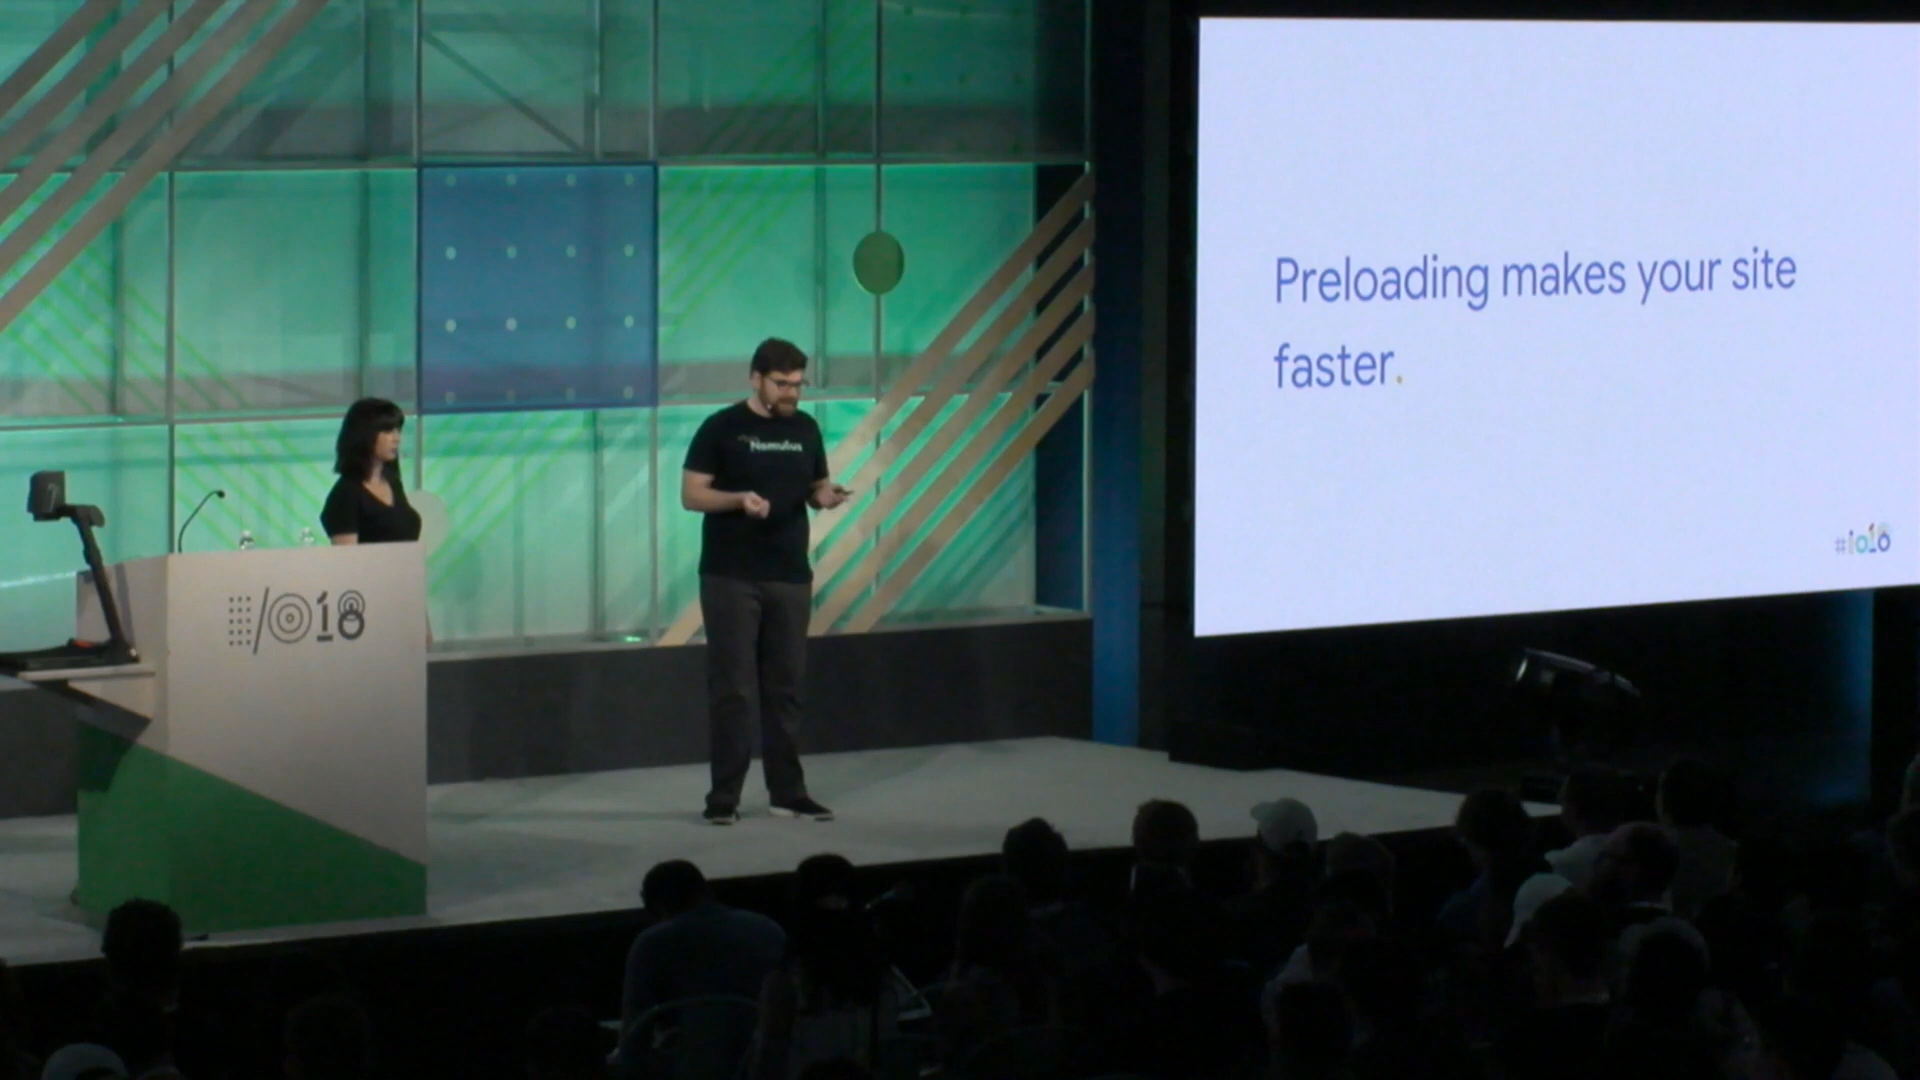 Preloading makes your site
faster.
#io18
I/O18